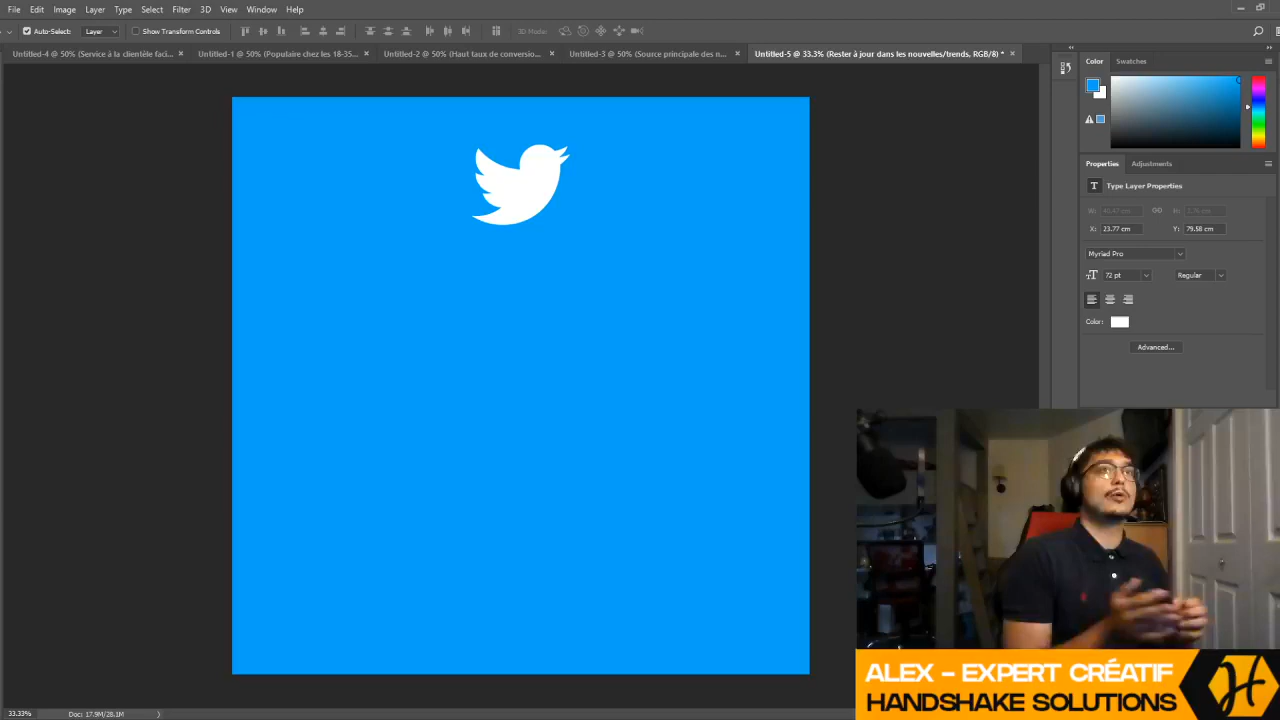 File Edit Image Layer Type Select Filter 3D View Window Help
Auto-Select: Layer Show Transform Controls 3D Mode:
Untitled-4 @ 50% (Service à la clientèle faci... × Untitled-1 @ 50% (Populaire chez les 18-35... × Untitled-2 @ 50% (Haut taux de conversio... × Untitled-3 @ 50% (Source principale des n... × Untitled-5 @ 33.3% (Rester à jour dans les nouvelles/trends, RGB/8) * ×
Color Swatches
Properties Adjustments
T Type Layer Properties
W: H:
X: 23.77 cm Y: 79.58 cm
Myriad Pro
72 pt Regular
Color:
Advanced...
ALEX - EXPERT CRÉATIF
HANDSHAKE SOLUTIONS
H
33.33% Doc: 17.9M/28.1M